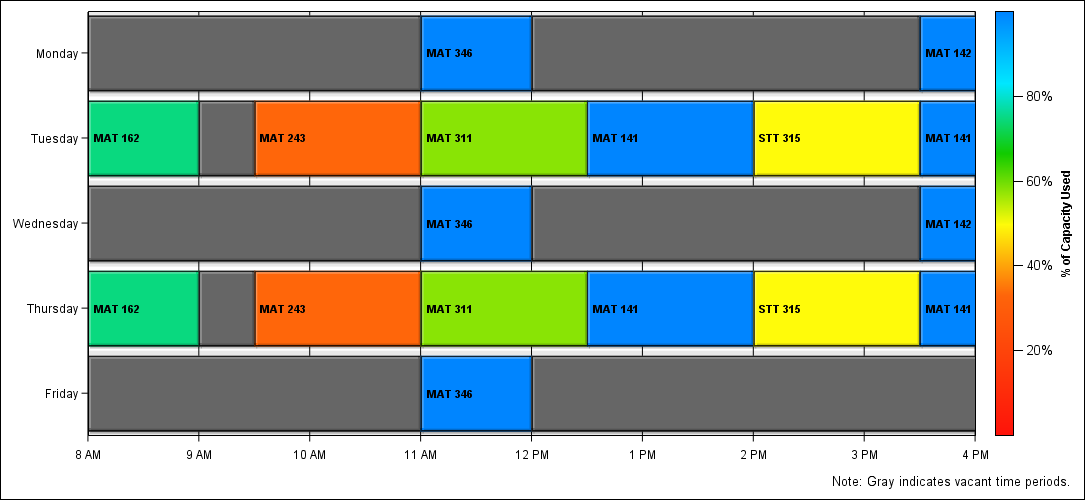 Monday MAT 346 MAT 142
80%
Tuesday MAT 162 MAT 243 MAT 311 MAT 141 STT 315 MAT 141
60%
Wednesday MAT 346 MAT 142
% of Capacity Used
40%
Thursday MAT 162 MAT 243 MAT 311 MAT 141 STT 315 MAT 141
20%
Friday MAT 346
8 AM 9 AM 10 AM 11 AM 12 PM 1 PM 2 PM 3 PM 4 PM
Note: Gray indicates vacant time periods.